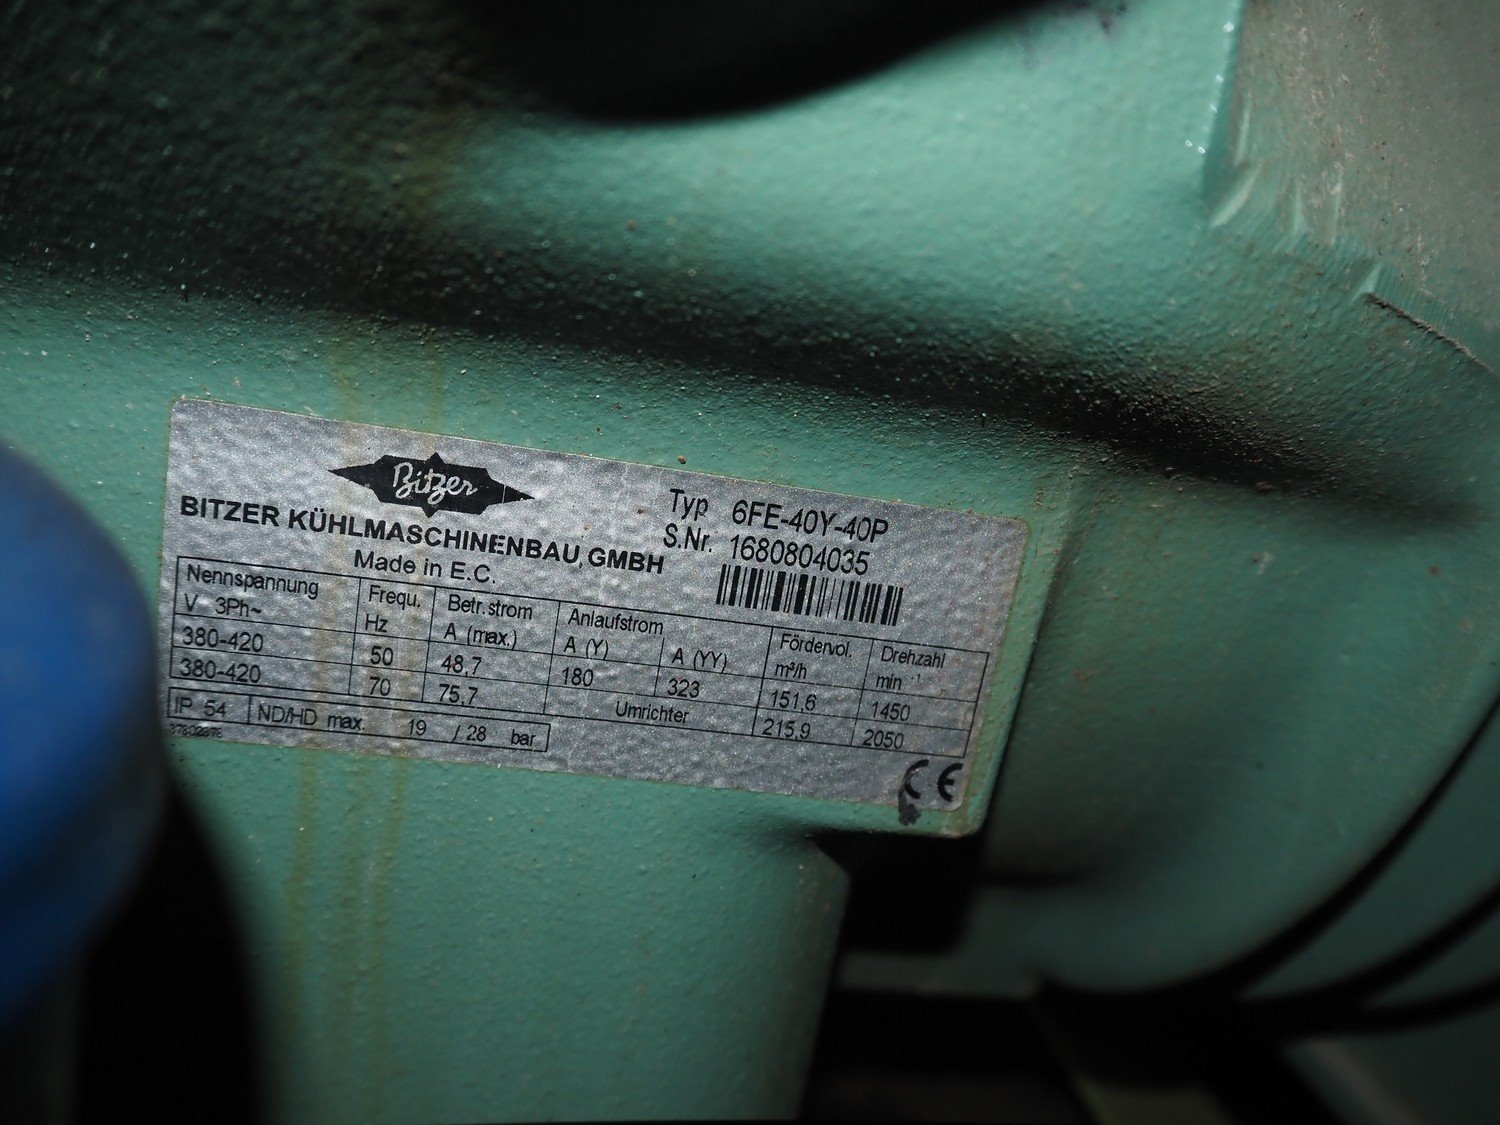 Bitzer
BITZER KÜHLMASCHINENBAU GMBH
Made in E.C.
Typ 6FE-40Y-40P
S.Nr. 1680804035
Nennspannung Frequ. Betr.strom Anlaufstrom Fördervol. Drehzahl
V 3Ph~ Hz A (max.) A (Y) A (YY) m³/h min -1
380-420 50 48,7 180 323 151,6 1450
380-420 70 75,7 Umrichter 215,9 2050
IP 54 ND/HD max. 19 / 28 bar
CE